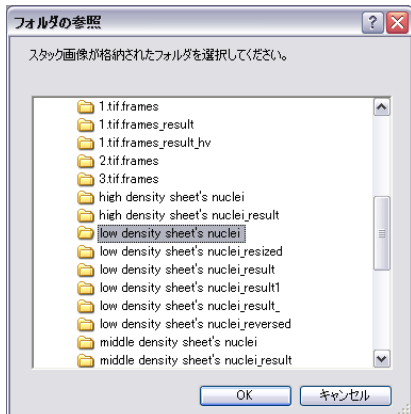 フォルダの参照
スタック画像が格納されたフォルダを選択してください。
1.tif.frames
1.tif.frames_result
1.tif.frames_result_hv
2.tif.frames
3.tif.frames
high density sheet's nuclei
high density sheet's nuclei_result
low density sheet's nuclei
low density sheet's nuclei_resized
low density sheet's nuclei_result
low density sheet's nuclei_result1
low density sheet's nuclei_result_
low density sheet's nuclei_reversed
middle density sheet's nuclei
middle density sheet's nuclei_result
OK キャンセル